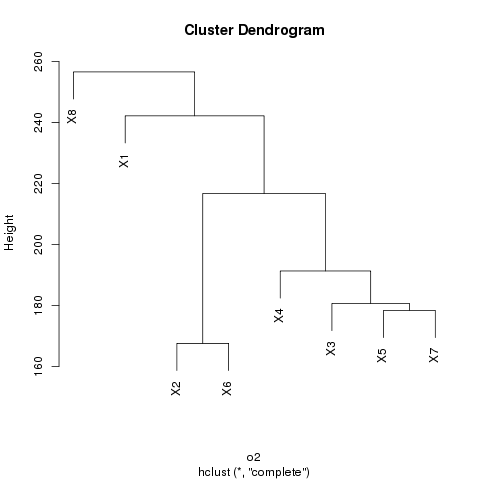 Cluster Dendrogram
260
240
220
200
180
160
Height
X8
X1
X4
X3
X5
X7
X2
X6
o2
hclust (*, "complete")